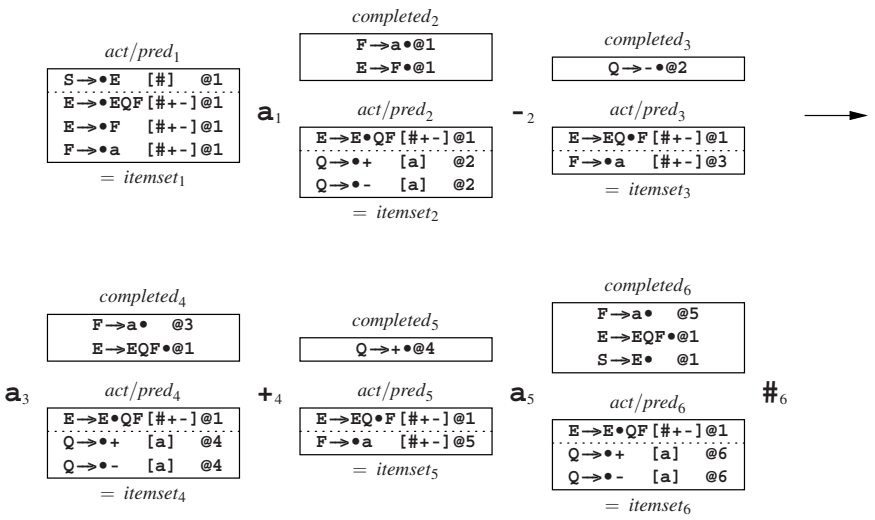 act/pred₁
S→•E [#] @1
E→•EQF[#+-]@1
E→•F [#+-]@1
F→•a [#+-]@1
= itemset₁
a₁
completed₂
F→a•@1
E→F•@1
act/pred₂
E→E•QF[#+-]@1
Q→•+ [a] @2
Q→•- [a] @2
= itemset₂
-₂
completed₃
Q→-•@2
act/pred₃
E→EQ•F[#+-]@1
F→•a [#+-]@3
= itemset₃
a₃
completed₄
F→a• @3
E→EQF•@1
act/pred₄
E→E•QF[#+-]@1
Q→•+ [a] @4
Q→•- [a] @4
= itemset₄
+₄
completed₅
Q→+•@4
act/pred₅
E→EQ•F[#+-]@1
F→•a [#+-]@5
= itemset₅
a₅
completed₆
F→a• @5
E→EQF•@1
S→E• @1
act/pred₆
E→E•QF[#+-]@1
Q→•+ [a] @6
Q→•- [a] @6
= itemset₆
#₆